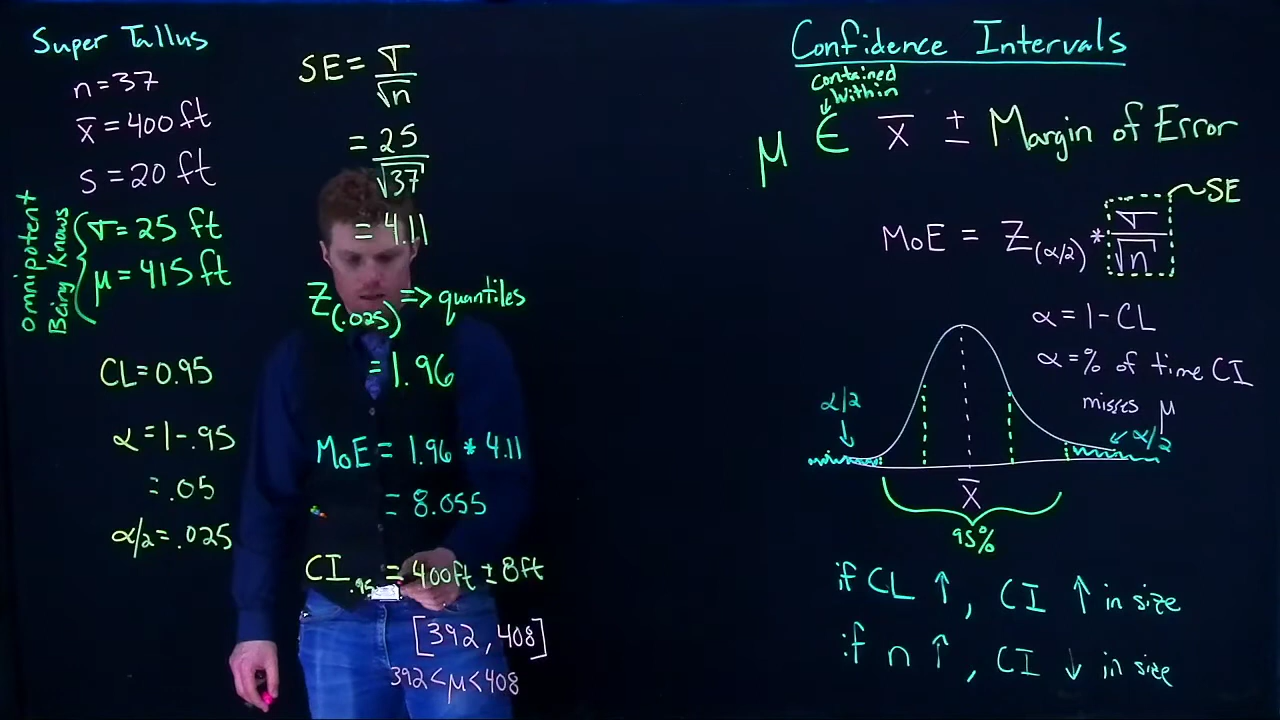 Super Tallus
n = 37
x̄ = 400 ft
s = 20 ft
Omnipotent
Being Knows
σ = 25 ft
μ = 415 ft
CL = 0.95
α = 1-.95
= .05
α/2 = .025
SE = σ/√n
= 25/√37
= 4.11
Z(.025) => quantiles
= 1.96
MoE = 1.96 * 4.11
= 8.055
CI.95 = 400ft ± 8ft
[392, 408]
392 < μ < 408
Confidence Intervals
Contained
Within
μ ∈ x̄ ± Margin of Error
MoE = Z(α/2) * σ/√n
SE
α = 1 - CL
α = % of time CI
misses μ
α/2
α/2
x̄
95%
if CL ↑, CI ↑ in size
if n ↑, CI ↓ in size